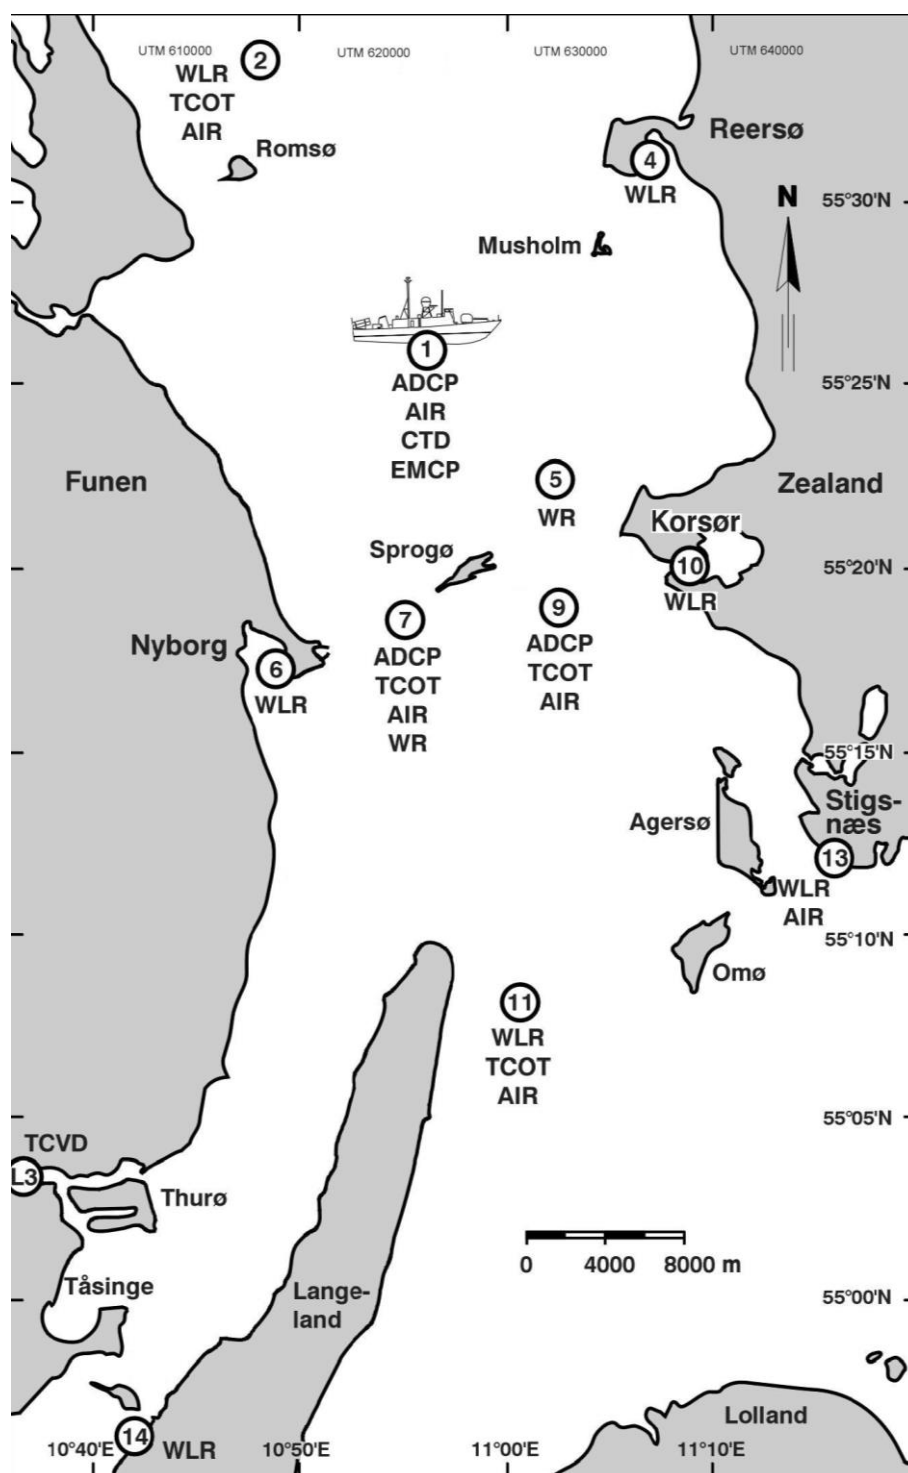 UTM 610000
UTM 620000
UTM 630000
UTM 640000
2
WLR
TCOT
AIR
Romsø
Reersø
4
WLR
N
55°30'N
Musholm
1
ADCP
AIR
CTD
EMCP
55°25'N
Funen
5
WR
Zealand
Korsør
Sprogø
10
WLR
55°20'N
7
ADCP
TCOT
AIR
WR
9
ADCP
TCOT
AIR
Nyborg
6
WLR
55°15'N
Stigs-
næs
Agersø
13
WLR
AIR
55°10'N
Omø
11
WLR
TCOT
AIR
55°05'N
TCVD
L3
Thurø
0 4000 8000 m
Tåsinge
Lange-
land
55°00'N
Lolland
14
WLR
10°40'E
10°50'E
11°00'E
11°10'E